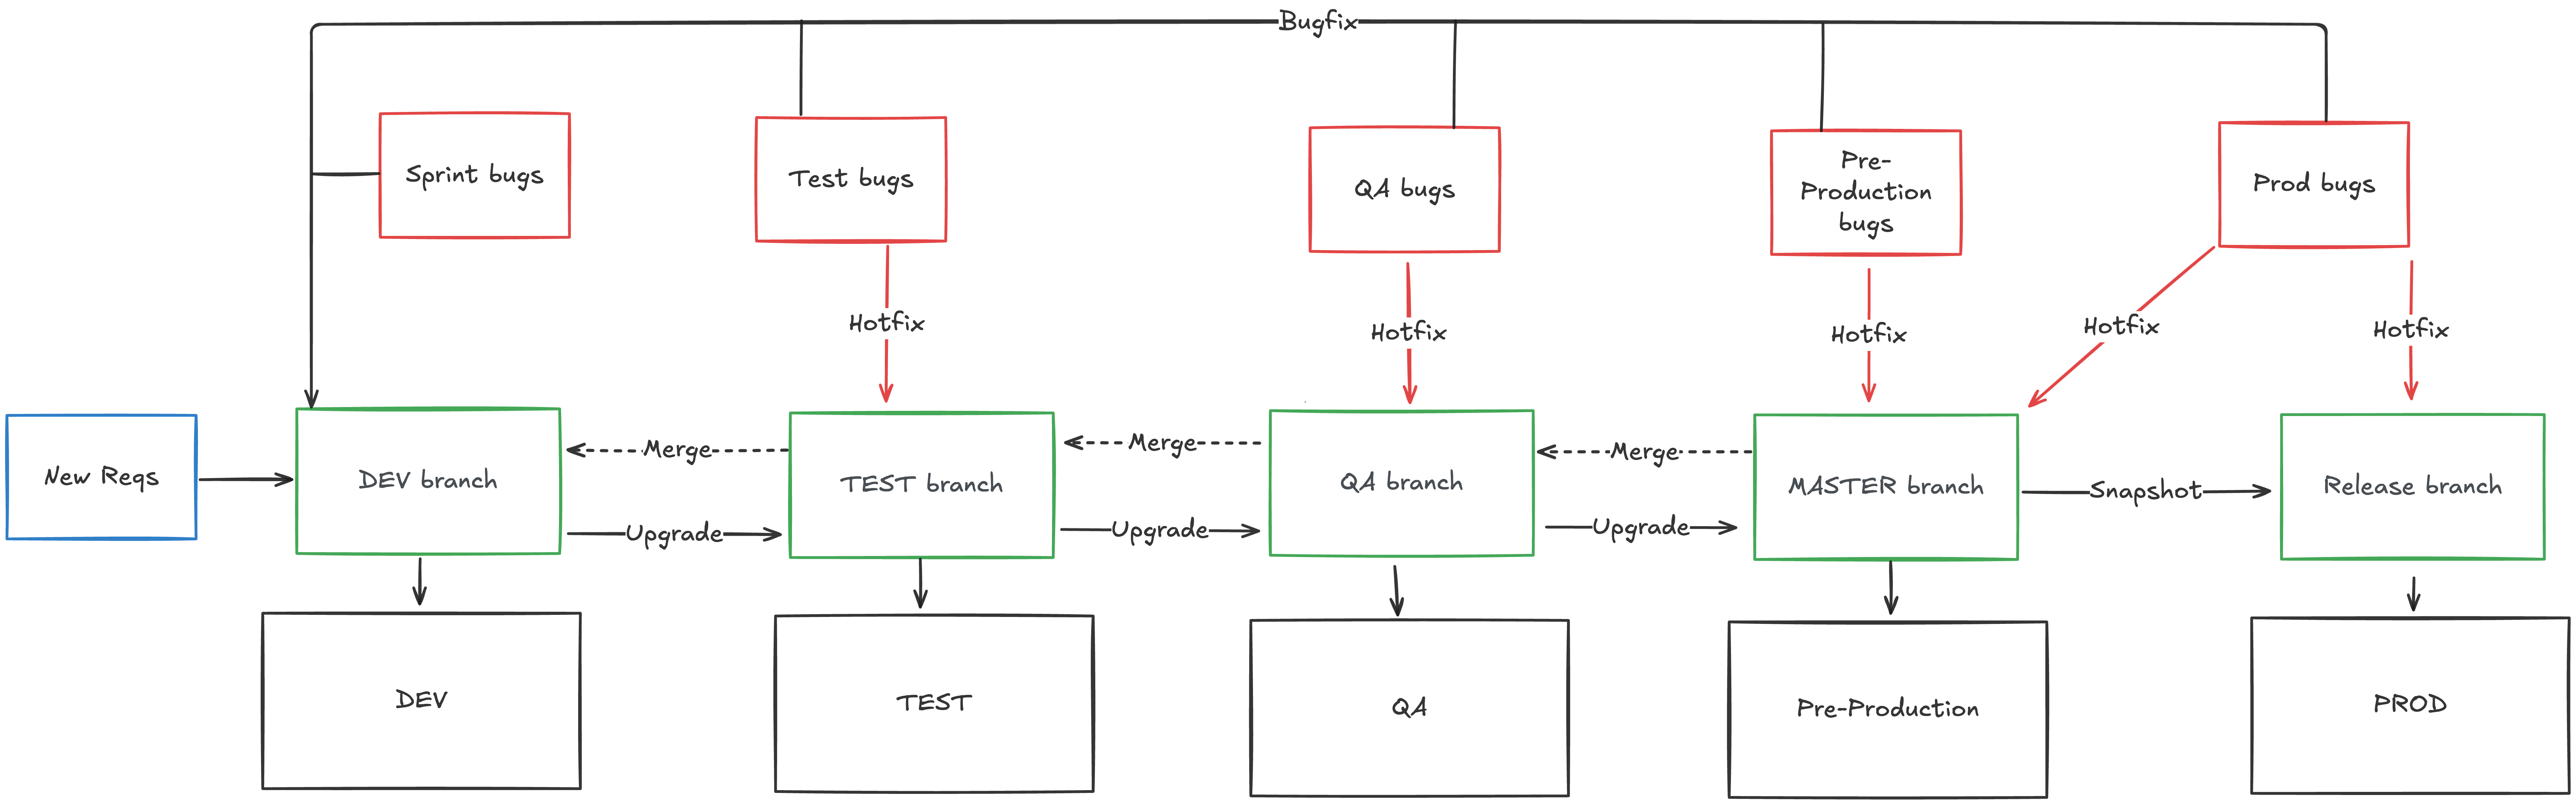 Bugfix
Sprint bugs
Test bugs
QA bugs
Pre-
Production
bugs
Prod bugs
Hotfix
Hotfix
Hotfix
Hotfix
Hotfix
New Reqs
DEV branch
Merge
Upgrade
TEST branch
Merge
Upgrade
QA branch
Merge
Upgrade
MASTER branch
Snapshot
Release branch
DEV
TEST
QA
Pre-Production
PROD